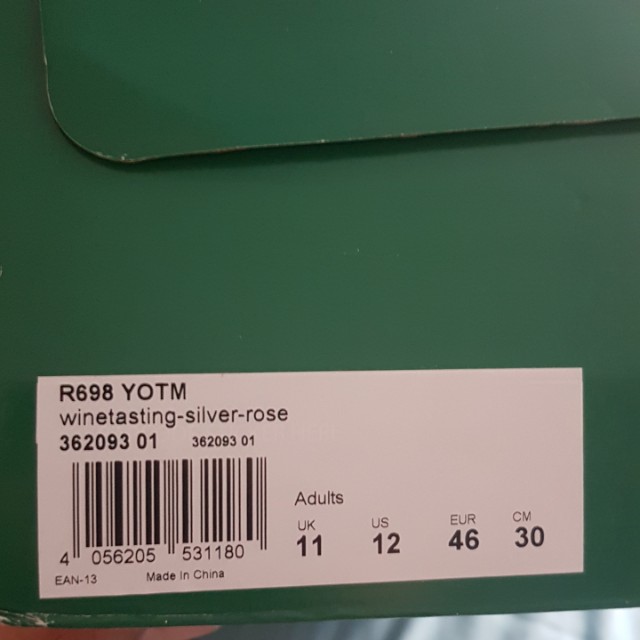 R698 YOTM
winetasting-silver-rose
362093 01 362093 01
Adults
UK US EUR CM
11 12 46 30
4 056205 531180
EAN-13 Made In China